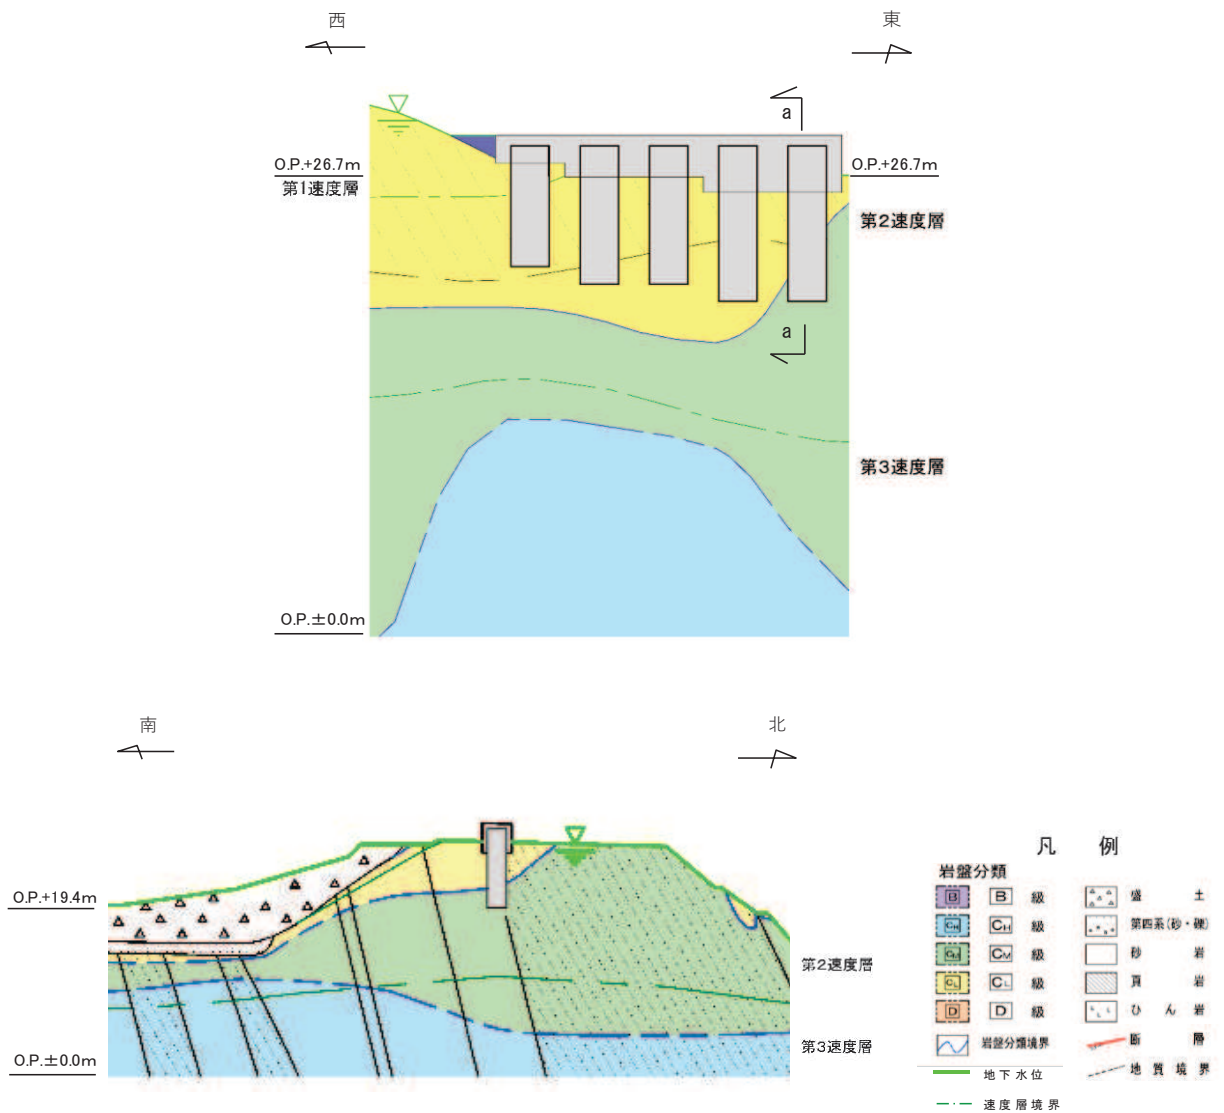 西
東
a
O.P.+26.7m
O.P.+26.7m
第1速度層
第2速度層
a
第3速度層
O.P.±0.0m
南
北
O.P.+19.4m
第2速度層
第3速度層
O.P.±0.0m
凡 例
岩盤分類
B B 級 盛 土
CH CH 級 第四系(砂・礫)
CM CM 級 砂 岩
CL CL 級 頁 岩
D D 級 ひ ん 岩
岩盤分類境界 断 層
地下水位 地 質 境 界
速度層境界